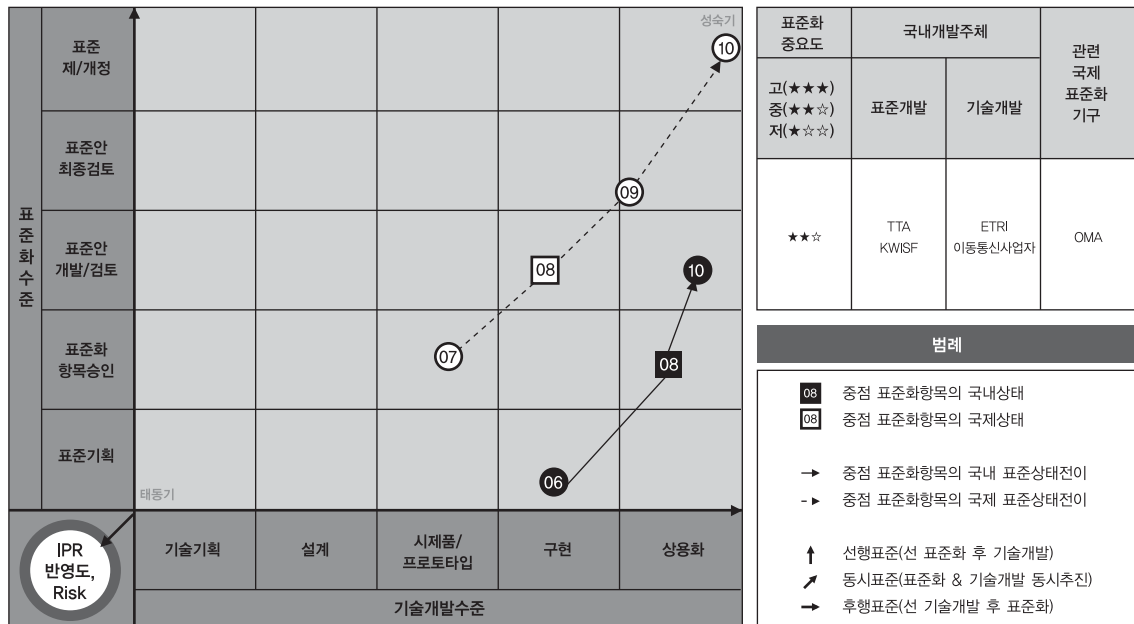 성숙기
표준
제/개정
표준안
최종검토
표준안
개발/검토
표준화
항목승인
표준기획
표준화수준
10
09
08
07
10
08
06
태동기
IPR
반영도,
Risk
기술기획
설계
시제품/
프로토타입
구현
상용화
기술개발수준
표준화
중요도
국내개발주체
관련
국제
표준화
기구
고(★★★)
중(★★☆)
저(★☆☆)
표준개발
기술개발
★★☆
TTA
KWISF
ETRI
이동통신사업자
OMA
범례
08 중점 표준화항목의 국내상태
08 중점 표준화항목의 국제상태
→ 중점 표준화항목의 국내 표준상태전이
- ▸ 중점 표준화항목의 국제 표준상태전이
↑ 선행표준(선 표준화 후 기술개발)
↗ 동시표준(표준화 & 기술개발 동시추진)
→ 후행표준(선 기술개발 후 표준화)